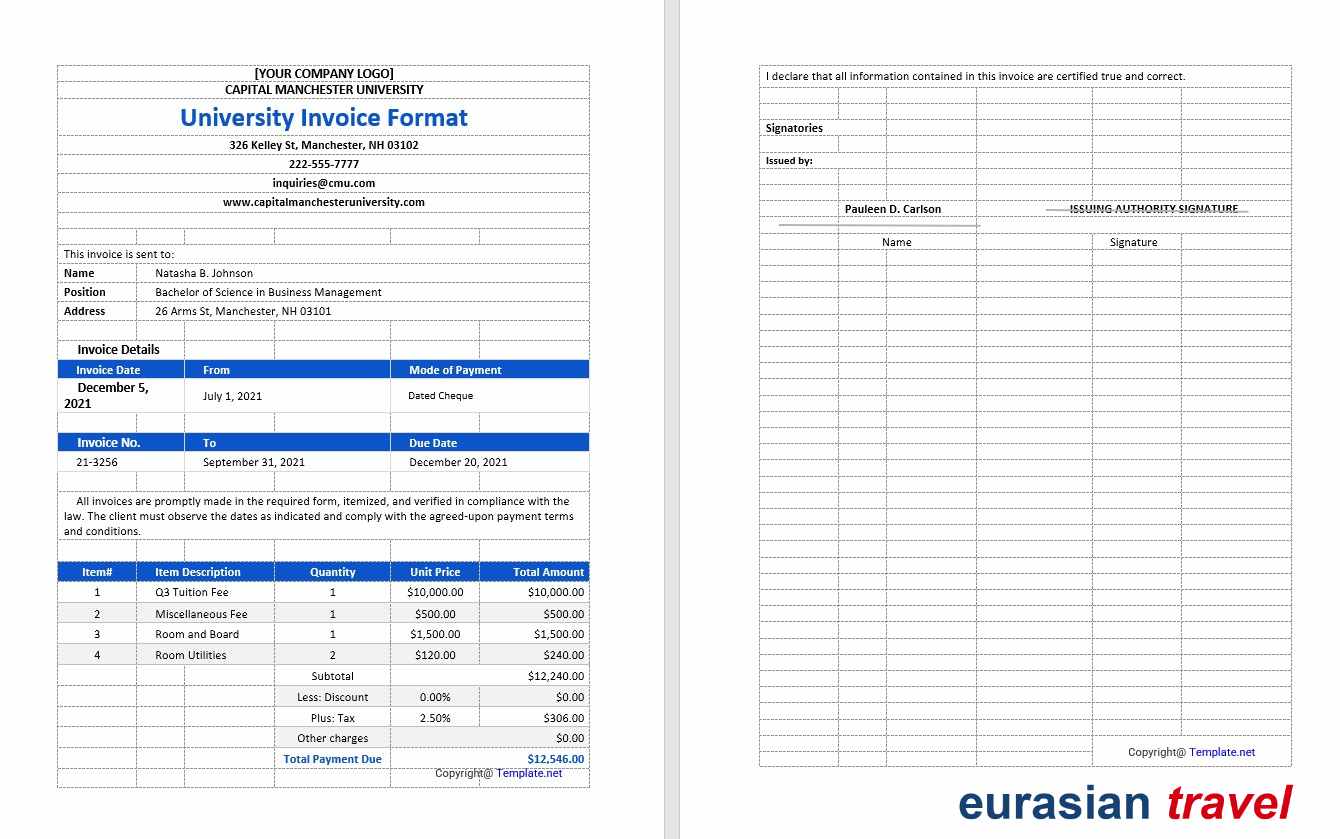 [YOUR COMPANY LOGO]
CAPITAL MANCHESTER UNIVERSITY
University Invoice Format
326 Kelley St, Manchester, NH 03102
222-555-7777
inquiries@cmu.com
www.capitalmanchesteruniversity.com
This invoice is sent to:
Name Natasha B. Johnson
Position Bachelor of Science in Business Management
Address 26 Arms St, Manchester, NH 03101
Invoice Details
Invoice Date From Mode of Payment
December 5, 2021 July 1, 2021 Dated Cheque
Invoice No. To Due Date
21-3256 September 31, 2021 December 20, 2021
All invoices are promptly made in the required form, itemized, and verified in compliance with the
law. The client must observe the dates as indicated and comply with the agreed-upon payment terms
and conditions.
Item# Item Description Quantity Unit Price Total Amount
1 Q3 Tuition Fee 1 $10,000.00 $10,000.00
2 Miscellaneous Fee 1 $500.00 $500.00
3 Room and Board 1 $1,500.00 $1,500.00
4 Room Utilities 2 $120.00 $240.00
Subtotal $12,240.00
Less: Discount 0.00% $0.00
Plus: Tax 2.50% $306.00
Other charges $0.00
Total Payment Due $12,546.00
Copyright@ Template.net
I declare that all information contained in this invoice are certified true and correct.
Signatories
Issued by:
Pauleen D. Carlson ISSUING AUTHORITY SIGNATURE
Name Signature
Copyright@ Template.net
eurasian travel